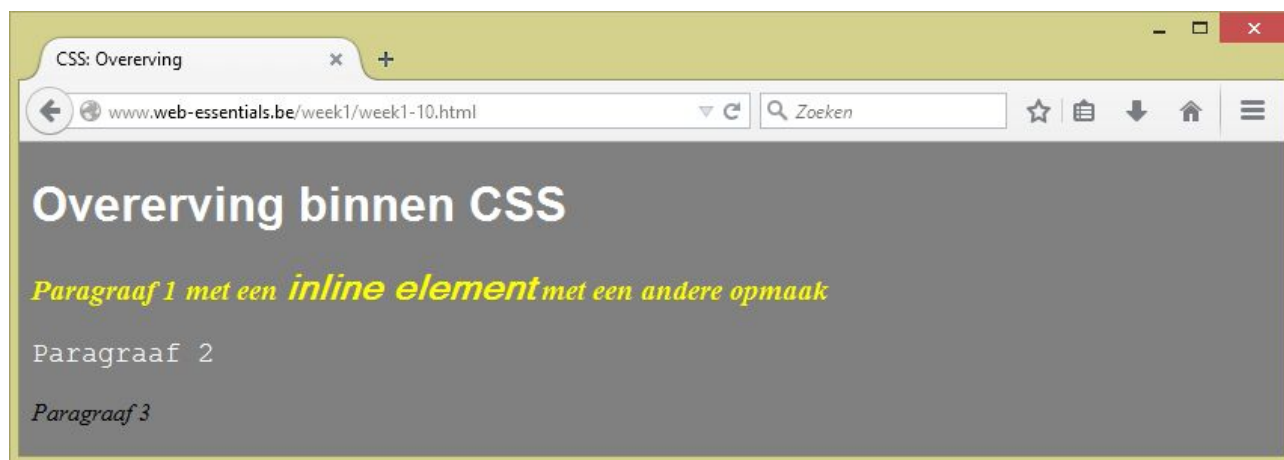 CSS: Overerving
www.web-essentials.be/week1/week1-10.html
Zoeken
Overerving binnen CSS
Paragraaf 1 met een inline element met een andere opmaak
Paragraaf 2
Paragraaf 3